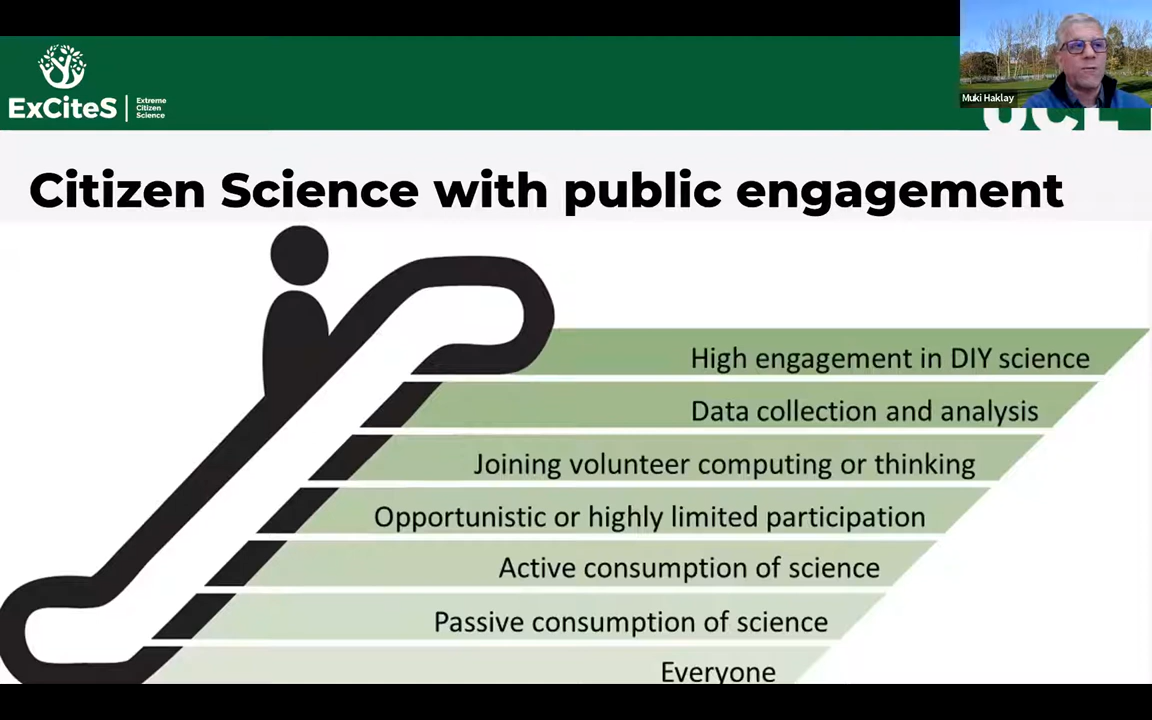 ExCiteS
Extreme
Citizen
Science
Muki Haklay
UCL
Citizen Science with public engagement
High engagement in DIY science
Data collection and analysis
Joining volunteer computing or thinking
Opportunistic or highly limited participation
Active consumption of science
Passive consumption of science
Everyone